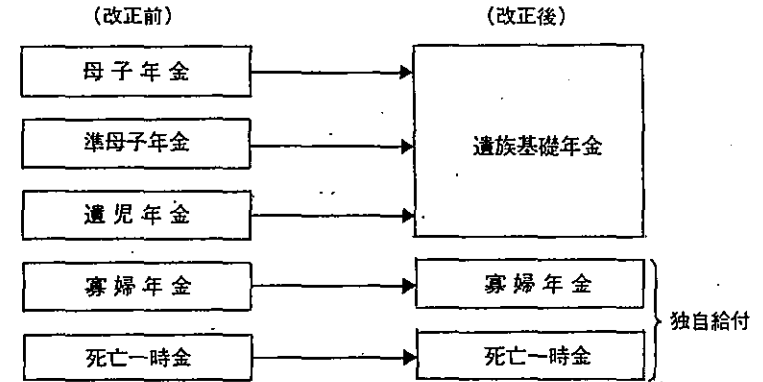 （改正前） （改正後）
母子年金
準母子年金
遺児年金
遺族基礎年金
寡婦年金 寡婦年金
死亡一時金 死亡一時金
独自給付